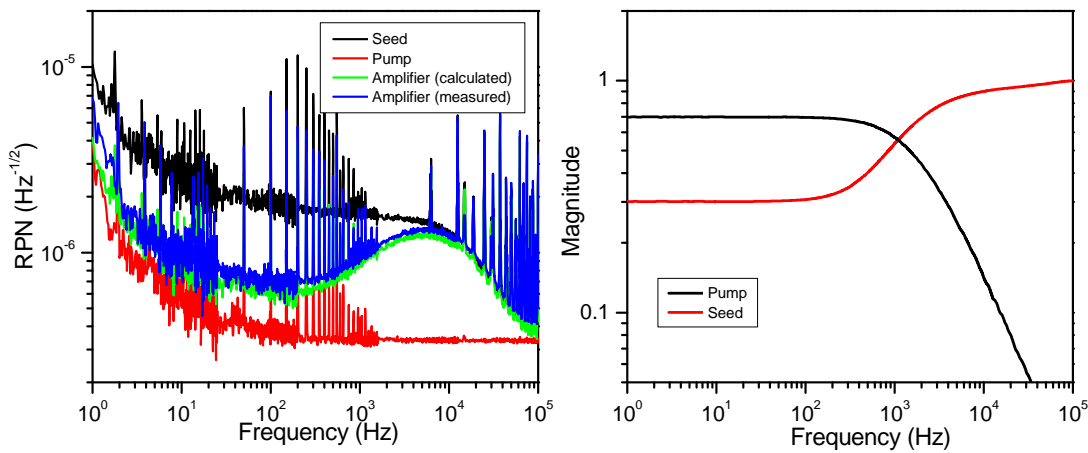 RPN (Hz^-1/2)
10^-5
10^-6
Seed
Pump
Amplifier (calculated)
Amplifier (measured)
10^0 10^1 10^2 10^3 10^4 10^5
Frequency (Hz)
Magnitude
1
0.1
Pump
Seed
10^0 10^1 10^2 10^3 10^4 10^5
Frequency (Hz)